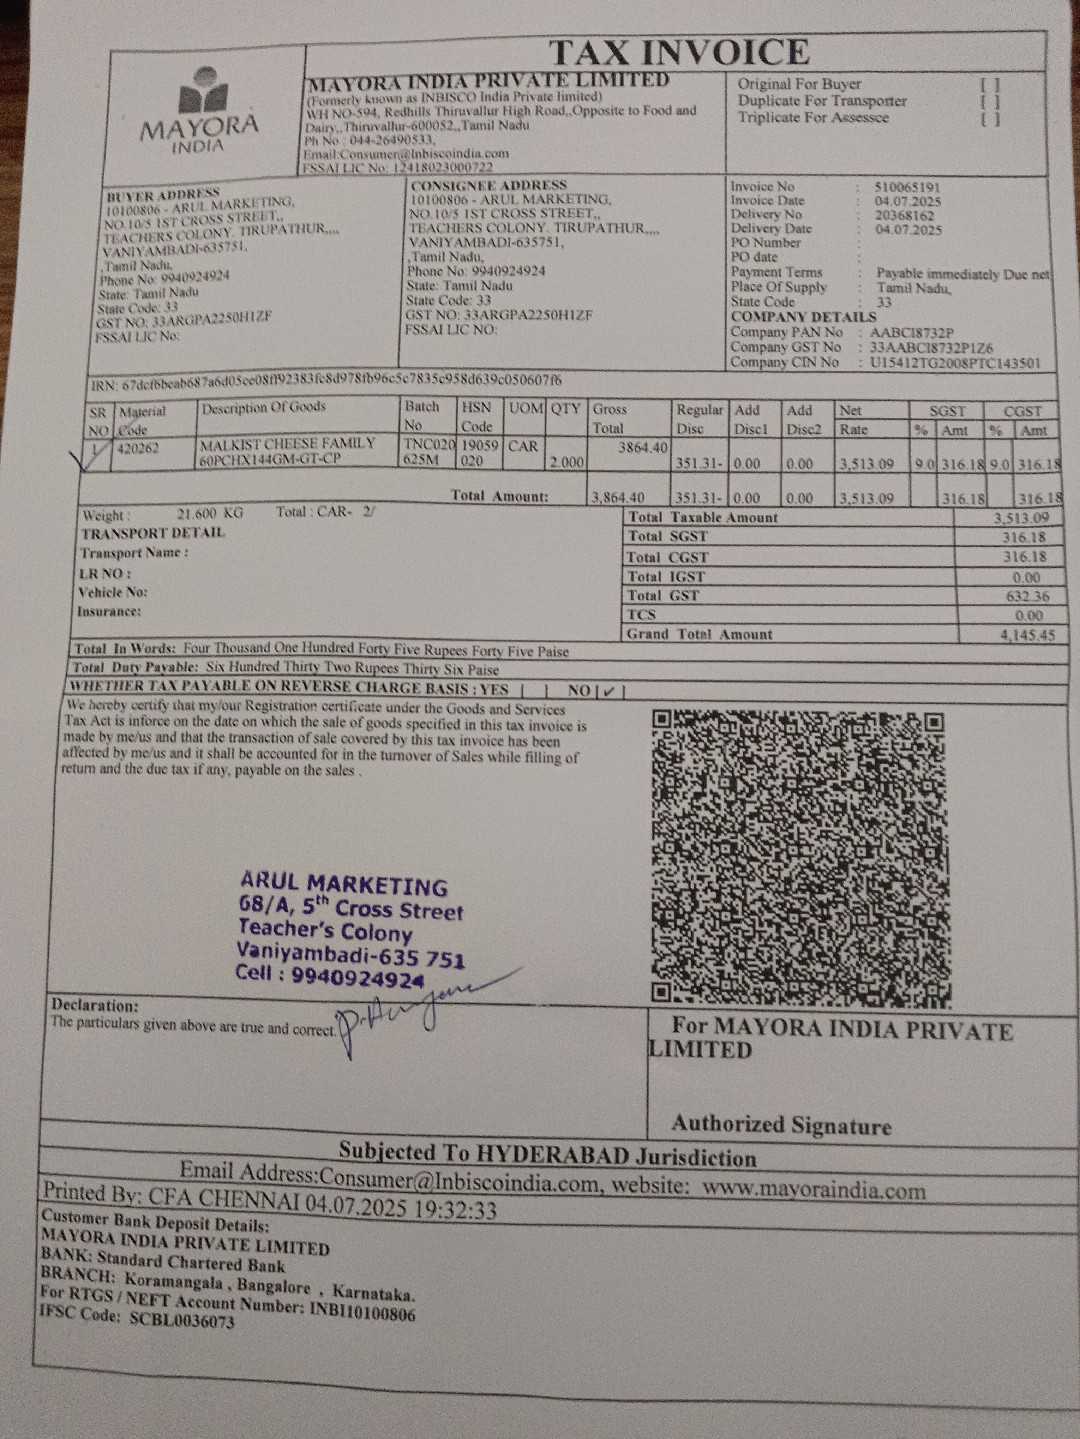 TAX INVOICE
MAYORA
INDIA
MAYORA INDIA PRIVATE LIMITED
(Formerly known as INBISCO India Private limited)
WH NO-594, Redhills Thiruvallur High Road,,Opposite to Food and
Dairy,,Thiruvallur-600052,,Tamil Nadu
Ph No : 044-26490533,
Email:Consumer@Inbiscoindia.com
FSSAI LIC No: 12418023000722
Original For Buyer [ ]
Duplicate For Transporter [ ]
Triplicate For Assessee [ ]
BUYER ADDRESS
10100806 - ARUL MARKETING,
NO.10/5 1ST CROSS STREET,,
TEACHERS COLONY. TIRUPATHUR,,,,
VANIYAMBADI-635751,
,Tamil Nadu,
Phone No: 9940924924
State: Tamil Nadu
State Code: 33
GST NO: 33ARGPA2250H1ZF
FSSAI LIC No:
CONSIGNEE ADDRESS
10100806 - ARUL MARKETING,
NO.10/5 1ST CROSS STREET,,
TEACHERS COLONY. TIRUPATHUR,,,,
VANIYAMBADI-635751,
,Tamil Nadu,
Phone No: 9940924924
State: Tamil Nadu
State Code: 33
GST NO: 33ARGPA2250H1ZF
FSSAI LIC NO:
Invoice No : 510065191
Invoice Date : 04.07.2025
Delivery No : 20368162
Delivery Date : 04.07.2025
PO Number :
PO date :
Payment Terms : Payable immediately Due net
Place Of Supply : Tamil Nadu,
State Code : 33
COMPANY DETAILS
Company PAN No : AABCI8732P
Company GST No : 33AABCI8732P1Z6
Company CIN No : U15412TG2008PTC143501
IRN: 67dcf6beab687a6d05ce08ff92383fc8d978fb96c5c7835c958d639c050607f6
SR NO Material Code Description Of Goods Batch No HSN Code UOM QTY Gross Total Regular Disc Add Disc1 Add Disc2 Net Rate SGST % Amt CGST % Amt
1 420262 MALKIST CHEESE FAMILY 60PCHX144GM-GT-CP TNC020 625M 19059 020 CAR 2.000 3864.40 351.31- 0.00 0.00 3,513.09 9.0 316.18 9.0 316.18
Total Amount: 3,864.40 351.31- 0.00 0.00 3,513.09 316.18 316.18
Weight : 21.600 KG Total : CAR- 2/
TRANSPORT DETAIL
Transport Name :
LR NO :
Vehicle No:
Insurance:
Total Taxable Amount 3,513.09
Total SGST 316.18
Total CGST 316.18
Total IGST 0.00
Total GST 632.36
TCS 0.00
Grand Total Amount 4,145.45
Total In Words: Four Thousand One Hundred Forty Five Rupees Forty Five Paise
Total Duty Payable: Six Hundred Thirty Two Rupees Thirty Six Paise
WHETHER TAX PAYABLE ON REVERSE CHARGE BASIS : YES [ ] NO [✓]
We hereby certify that my/our Registration certificate under the Goods and Services
Tax Act is inforce on the date on which the sale of goods specified in this tax invoice is
made by me/us and that the transaction of sale covered by this tax invoice has been
affected by me/us and it shall be accounted for in the turnover of Sales while filling of
return and the due tax if any, payable on the sales .
ARUL MARKETING
68/A, 5th Cross Street
Teacher's Colony
Vaniyambadi-635 751
Cell : 9940924924
Declaration:
The particulars given above are true and correct.
For MAYORA INDIA PRIVATE
LIMITED
Authorized Signature
Subjected To HYDERABAD Jurisdiction
Email Address:Consumer@Inbiscoindia.com, website: www.mayoraindia.com
Printed By: CFA CHENNAI 04.07.2025 19:32:33
Customer Bank Deposit Details:
MAYORA INDIA PRIVATE LIMITED
BANK: Standard Chartered Bank
BRANCH: Koramangala , Bangalore , Karnataka.
For RTGS / NEFT Account Number: INBI10100806
IFSC Code: SCBL0036073